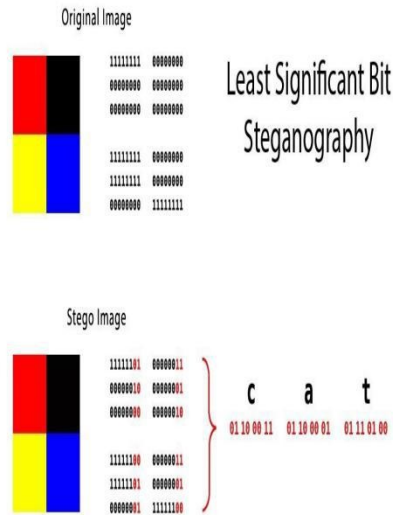 Original Image
11111111 00000000
00000000 00000000
00000000 00000000
11111111 00000000
11111111 00000000
00000000 11111111
Least Significant Bit
Steganography
Stego Image
11111101 00000011
00000010 00000001
00000000 00000010
11111100 00000011
11111101 00000001
00000001 11111100
c a t
01 10 00 11 01 10 00 01 01 11 01 00